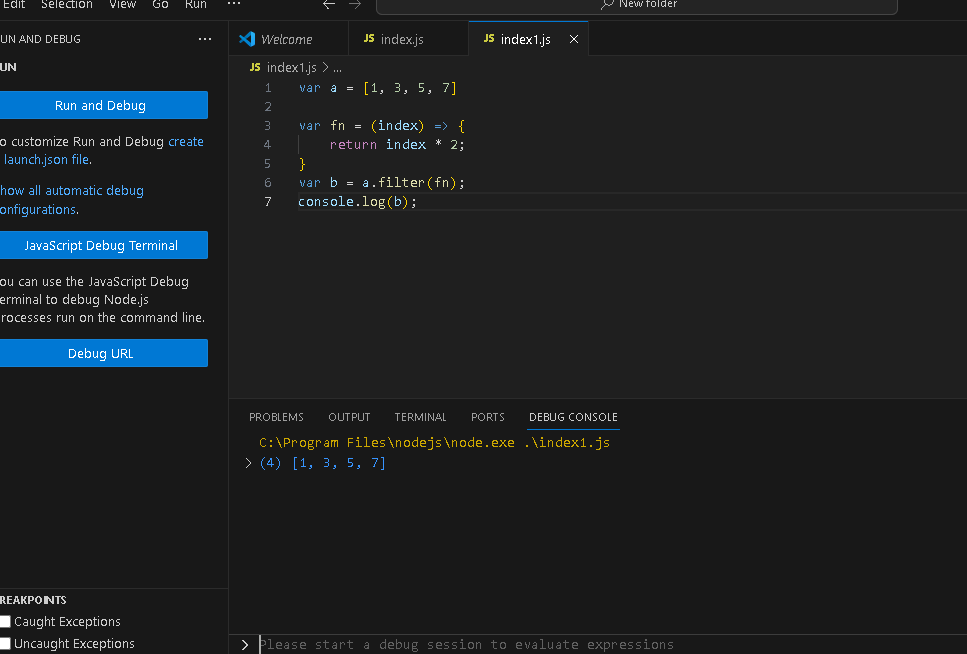 Edit Selection View Go Run ... New folder
UN AND DEBUG ...
UN
Run and Debug
o customize Run and Debug create
launch.json file.
how all automatic debug
onfigurations.
JavaScript Debug Terminal
ou can use the JavaScript Debug
erminal to debug Node.js
rocesses run on the command line.
Debug URL
REAKPOINTS
Caught Exceptions
Uncaught Exceptions
Welcome JS index.js JS index1.js ×
JS index1.js > ...
1 var a = [1, 3, 5, 7]
2
3 var fn = (index) => {
4 return index * 2;
5 }
6 var b = a.filter(fn);
7 console.log(b);
PROBLEMS OUTPUT TERMINAL PORTS DEBUG CONSOLE
C:\Program Files\nodejs\node.exe .\index1.js
> (4) [1, 3, 5, 7]
> Please start a debug session to evaluate expressions